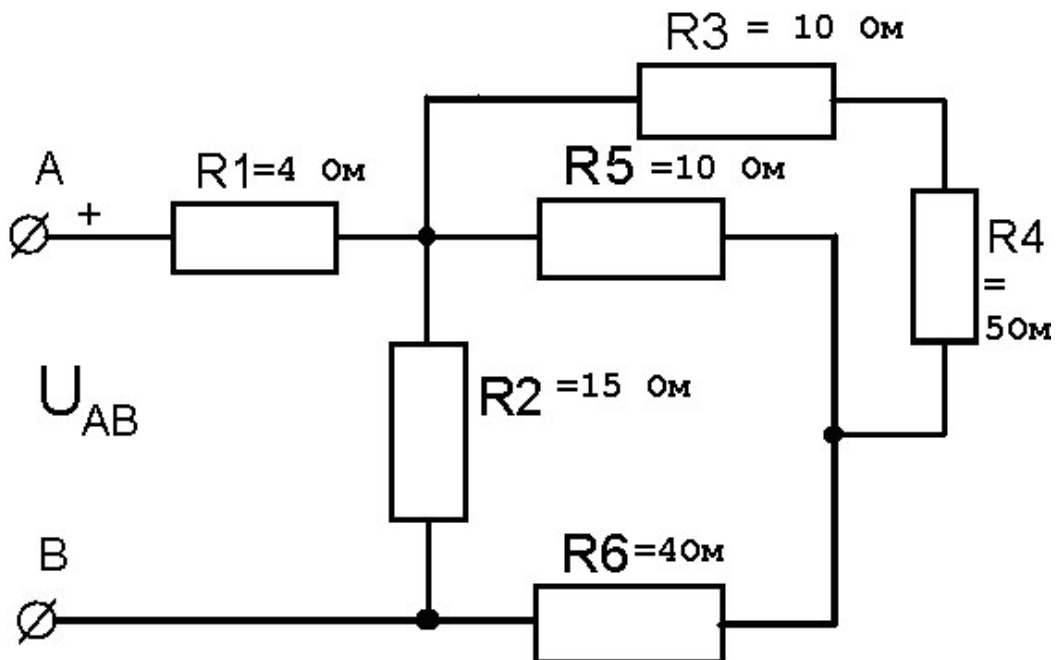 R3 = 10 Ом
A
R1=4 Ом
R5 =10 Ом
+
R4
=
5Ом
R2 =15 Ом
UAB
B
R6 =4Ом